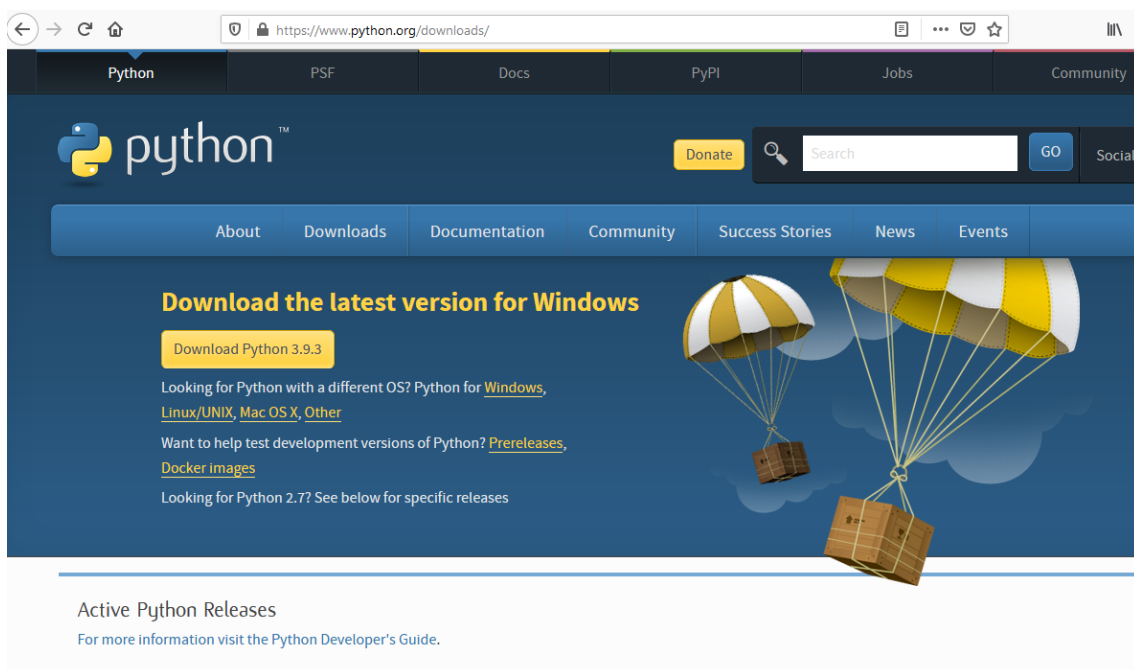 https://www.python.org/downloads/
Python PSF Docs PyPI Jobs Community
python™
Donate Search GO Social
About Downloads Documentation Community Success Stories News Events
Download the latest version for Windows
Download Python 3.9.3
Looking for Python with a different OS? Python for Windows,
Linux/UNIX, Mac OS X, Other
Want to help test development versions of Python? Prereleases,
Docker images
Looking for Python 2.7? See below for specific releases
Active Python Releases
For more information visit the Python Developer's Guide.